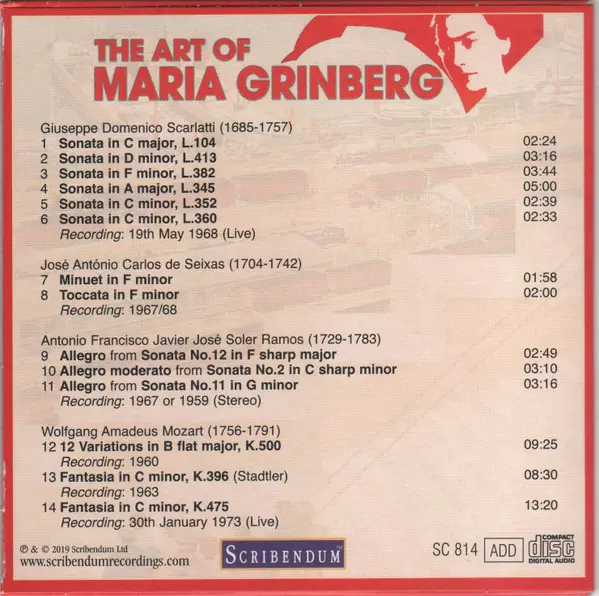 THE ART OF
MARIA GRINBERG
Giuseppe Domenico Scarlatti (1685-1757)
1 Sonata in C major, L.104 02:24
2 Sonata in D minor, L.413 03:16
3 Sonata in F minor, L.382 03:44
4 Sonata in A major, L.345 05:00
5 Sonata in C minor, L.352 02:39
6 Sonata in C minor, L.360 02:33
Recording: 19th May 1968 (Live)
José António Carlos de Seixas (1704-1742)
7 Minuet in F minor 01:58
8 Toccata in F minor 02:00
Recording: 1967/68
Antonio Francisco Javier José Soler Ramos (1729-1783)
9 Allegro from Sonata No.12 in F sharp major 02:49
10 Allegro moderato from Sonata No.2 in C sharp minor 03:10
11 Allegro from Sonata No.11 in G minor 03:16
Recording: 1967 or 1959 (Stereo)
Wolfgang Amadeus Mozart (1756-1791)
12 12 Variations in B flat major, K.500 09:25
Recording: 1960
13 Fantasia in C minor, K.396 (Stadtler) 08:30
Recording: 1963
14 Fantasia in C minor, K.475 13:20
Recording: 30th January 1973 (Live)
℗ & © 2019 Scribendum Ltd
www.scribendumrecordings.com
SCRIBENDUM
SC 814 ADD COMPACT disc DIGITAL AUDIO